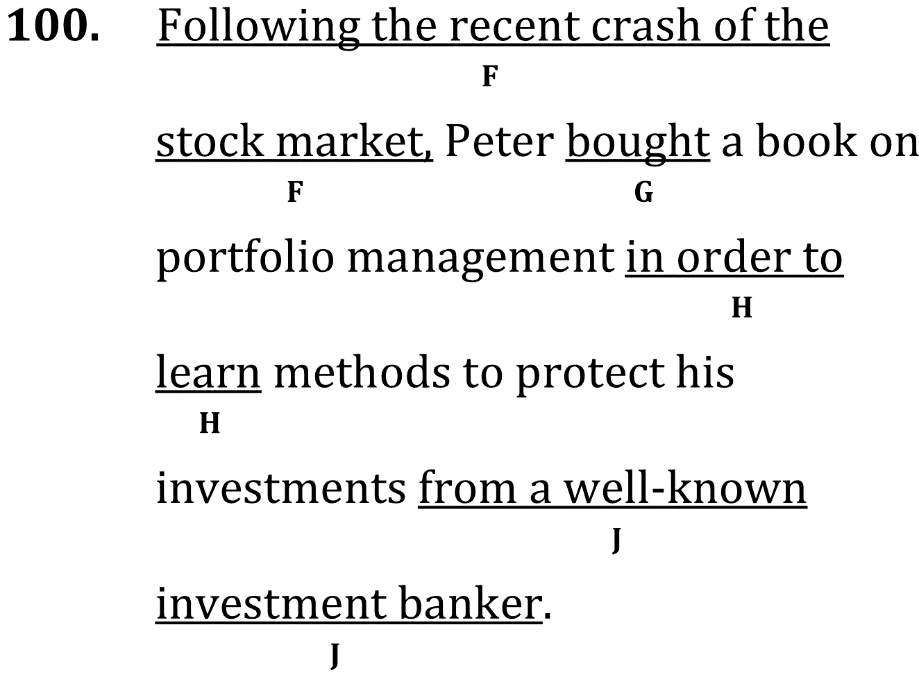 100. Following the recent crash of the
F
stock market, Peter bought a book on
F G
portfolio management in order to
H
learn methods to protect his
H
investments from a well-known
J
investment banker.
J